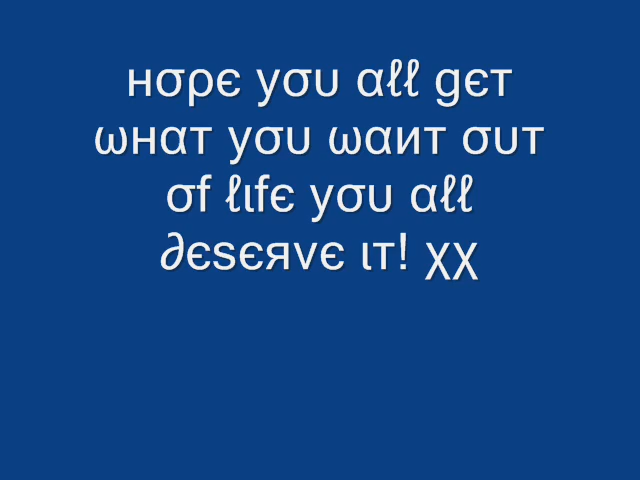 нσρє уσυ αℓℓ gєт
ωнαт уσυ ωαит συт
σf ℓιfє уσυ αℓℓ
∂єѕєяνє ιт! χχ